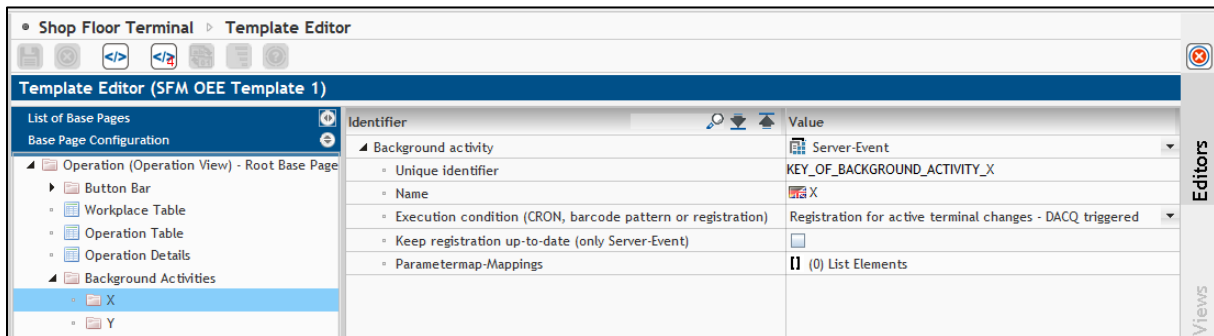 Shop Floor Terminal Template Editor
</> </>4
Template Editor (SFM OEE Template 1)
List of Base Pages
Base Page Configuration
Identifier Value
Operation (Operation View) - Root Base Page
Button Bar
Workplace Table
Operation Table
Operation Details
Background Activities
X
Y
Background activity Server-Event
Unique identifier KEY_OF_BACKGROUND_ACTIVITY_X
Name X
Execution condition (CRON, barcode pattern or registration) Registration for active terminal changes - DACQ triggered
Keep registration up-to-date (only Server-Event)
Parametermap-Mappings [] (0) List Elements
Editors
Views